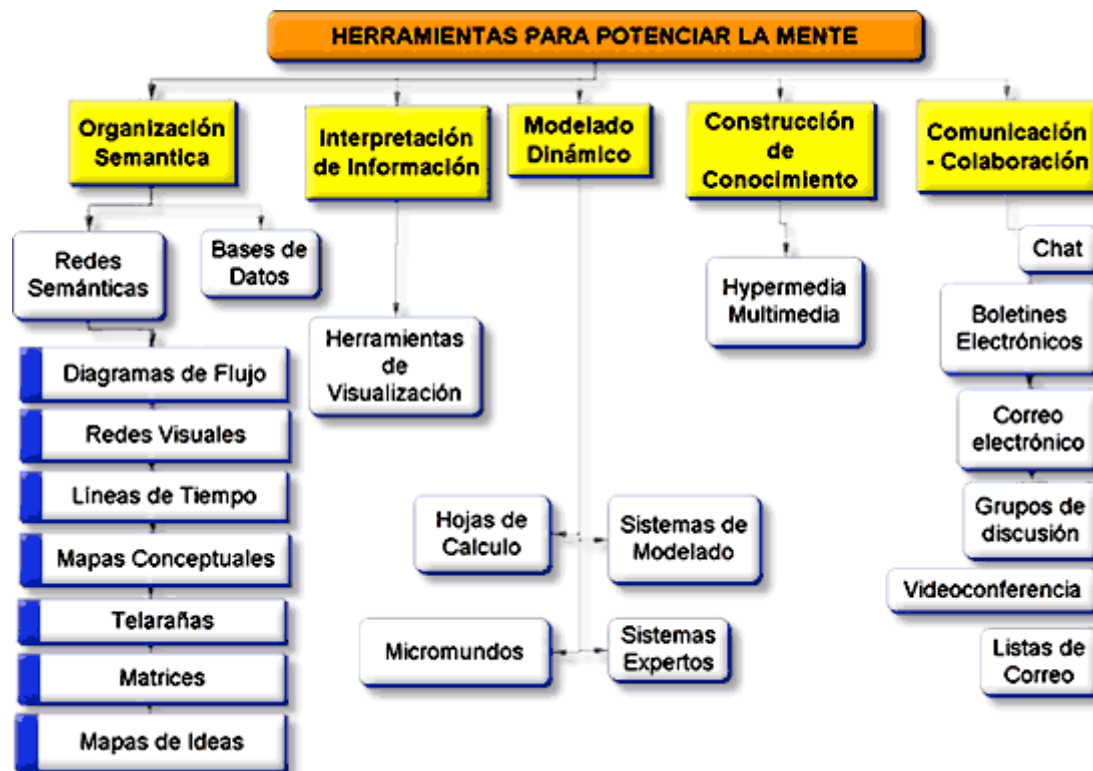 HERRAMIENTAS PARA POTENCIAR LA MENTE
Organización
Semantica
Interpretación
de Información
Modelado
Dinámico
Construcción
de
Conocimiento
Comunicación
- Colaboración
Redes
Semánticas
Bases de
Datos
Diagramas de Flujo
Redes Visuales
Líneas de Tiempo
Mapas Conceptuales
Telarañas
Matrices
Mapas de Ideas
Herramientas
de
Visualización
Hojas de
Calculo
Sistemas de
Modelado
Micromundos
Sistemas
Expertos
Hypermedia
Multimedia
Chat
Boletines
Electrónicos
Correo
electrónico
Grupos de
discusión
Videoconferencia
Listas de
Correo